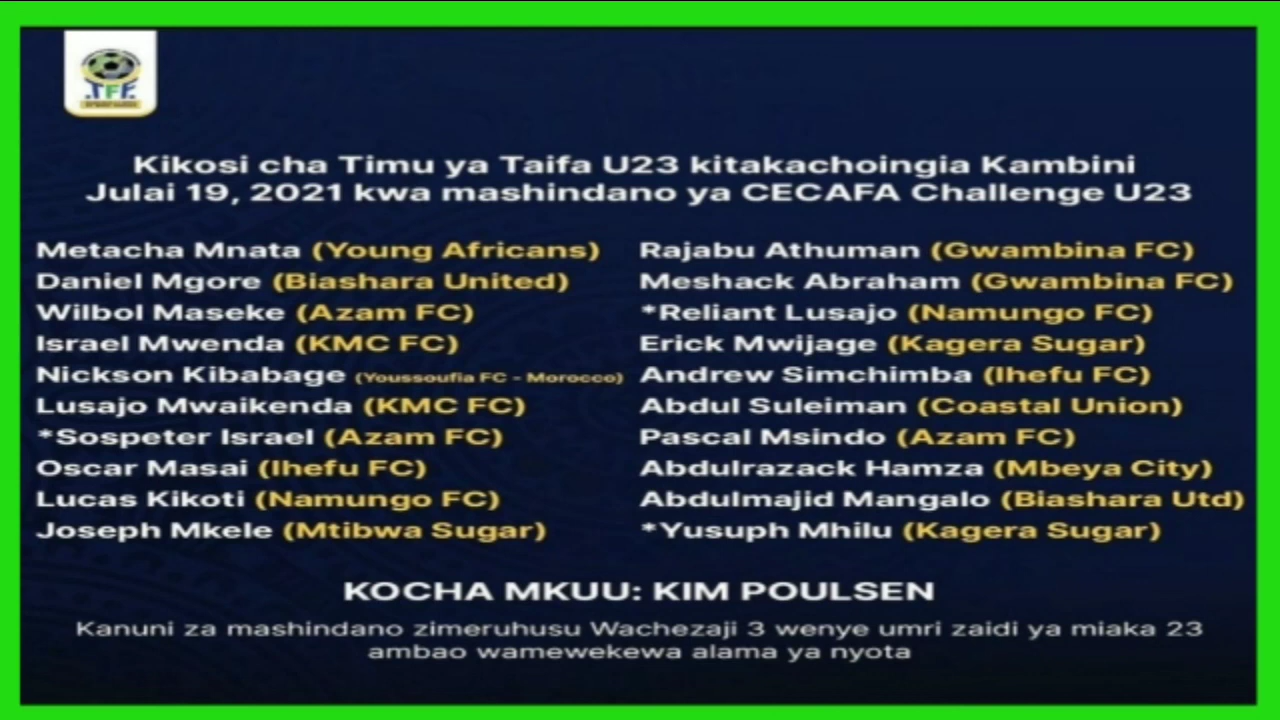 TFF
Kikosi cha Timu ya Taifa U23 kitakachoingia Kambini
Julai 19, 2021 kwa mashindano ya CECAFA Challenge U23
Metacha Mnata (Young Africans)
Daniel Mgore (Biashara United)
Wilbol Maseke (Azam FC)
Israel Mwenda (KMC FC)
Nickson Kibabage (Youssoufia FC - Morocco)
Lusajo Mwaikenda (KMC FC)
*Sospeter Israel (Azam FC)
Oscar Masai (Ihefu FC)
Lucas Kikoti (Namungo FC)
Joseph Mkele (Mtibwa Sugar)
Rajabu Athuman (Gwambina FC)
Meshack Abraham (Gwambina FC)
*Reliant Lusajo (Namungo FC)
Erick Mwijage (Kagera Sugar)
Andrew Simchimba (Ihefu FC)
Abdul Suleiman (Coastal Union)
Pascal Msindo (Azam FC)
Abdulrazack Hamza (Mbeya City)
Abdulmajid Mangalo (Biashara Utd)
*Yusuph Mhilu (Kagera Sugar)
KOCHA MKUU: KIM POULSEN
Kanuni za mashindano zimeruhusu Wachezaji 3 wenye umri zaidi ya miaka 23
ambao wamewekewa alama ya nyota